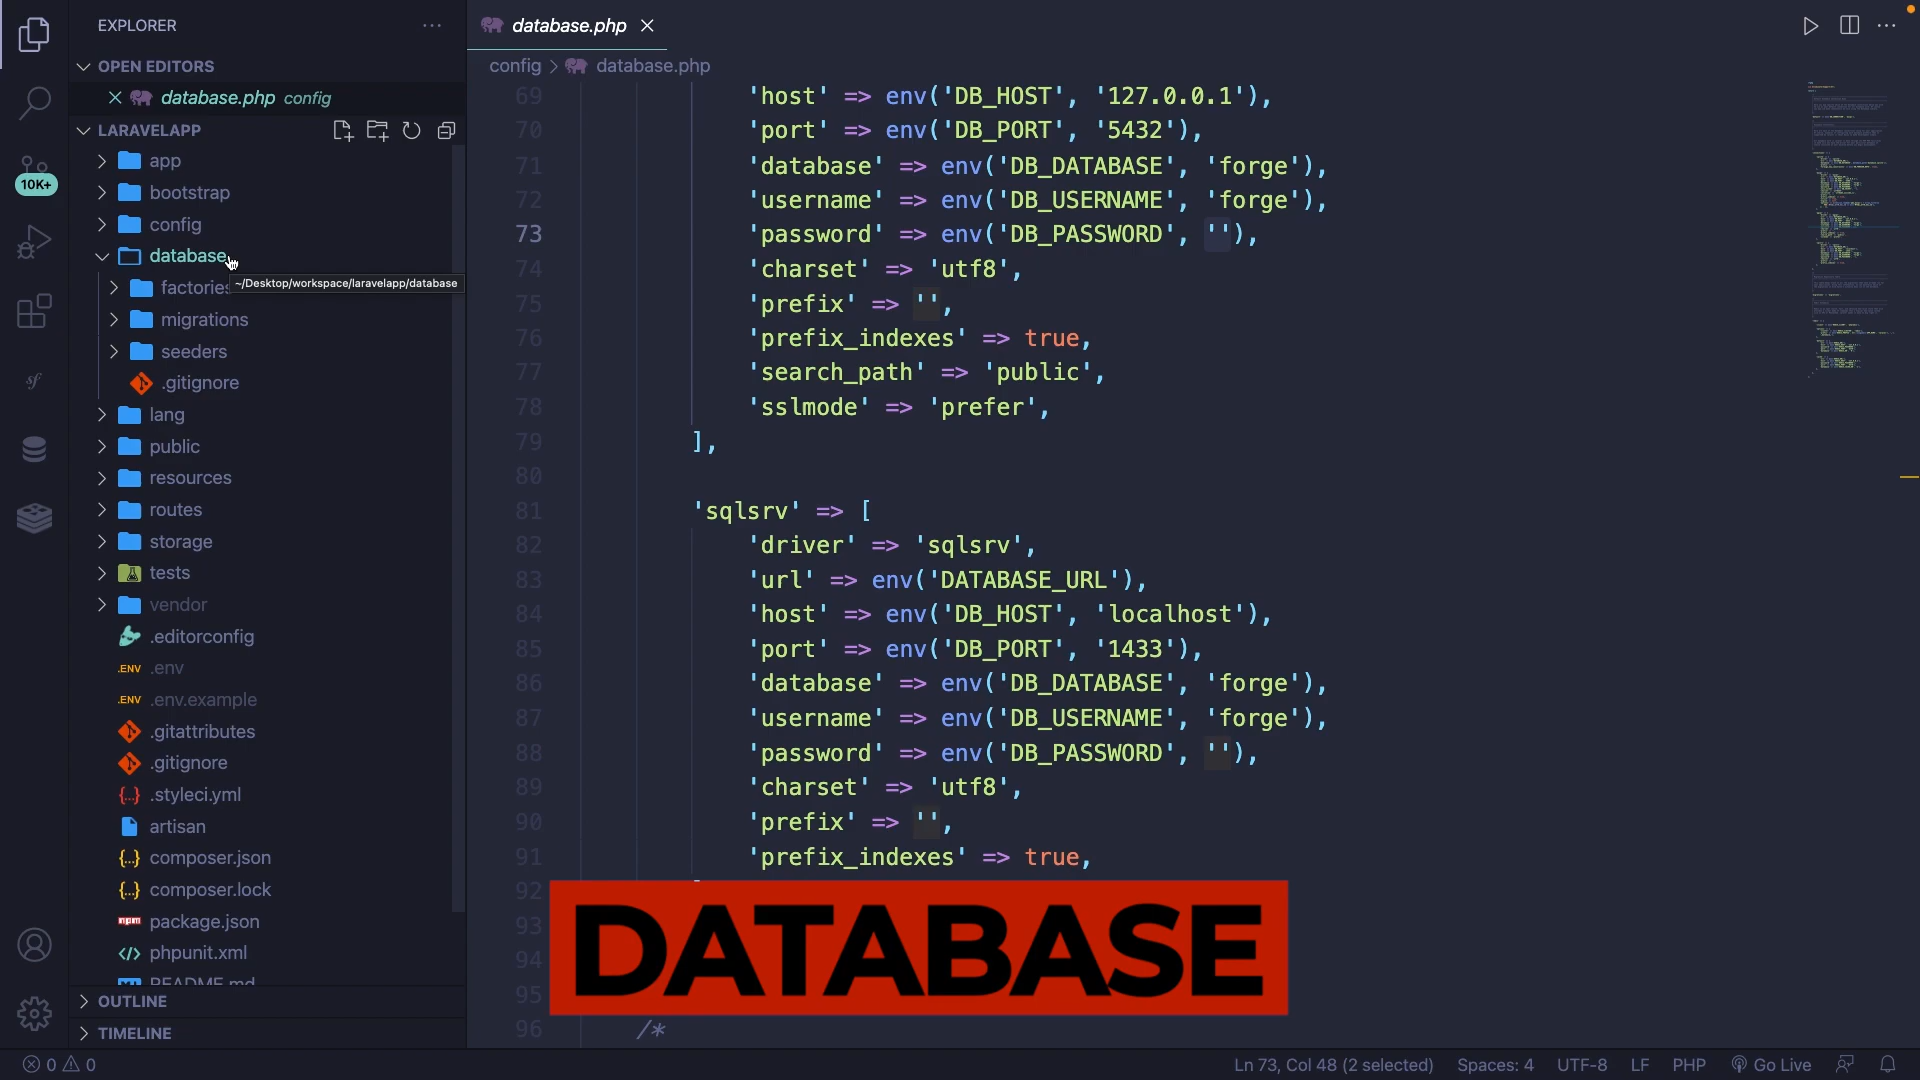 EXPLORER
OPEN EDITORS
database.php config
LARAVELAPP
app
bootstrap
config
database
~/Desktop/workspace/laravelapp/database
factories
migrations
seeders
.gitignore
lang
public
resources
routes
storage
tests
vendor
.editorconfig
.ENV .env
.ENV .env.example
.gitattributes
.gitignore
{..} .styleci.yml
artisan
{..} composer.json
{..} composer.lock
npm package.json
</> phpunit.xml
README.md
OUTLINE
TIMELINE
10K+
sf
database.php
config > database.php
69 'host' => env('DB_HOST', '127.0.0.1'),
70 'port' => env('DB_PORT', '5432'),
71 'database' => env('DB_DATABASE', 'forge'),
72 'username' => env('DB_USERNAME', 'forge'),
73 'password' => env('DB_PASSWORD', ''),
74 'charset' => 'utf8',
75 'prefix' => '',
76 'prefix_indexes' => true,
77 'search_path' => 'public',
78 'sslmode' => 'prefer',
79 ],
80
81 'sqlsrv' => [
82 'driver' => 'sqlsrv',
83 'url' => env('DATABASE_URL'),
84 'host' => env('DB_HOST', 'localhost'),
85 'port' => env('DB_PORT', '1433'),
86 'database' => env('DB_DATABASE', 'forge'),
87 'username' => env('DB_USERNAME', 'forge'),
88 'password' => env('DB_PASSWORD', ''),
89 'charset' => 'utf8',
90 'prefix' => '',
91 'prefix_indexes' => true,
92
93
94
95
96 /*
DATABASE
0 0
Ln 73, Col 48 (2 selected) Spaces: 4 UTF-8 LF PHP Go Live